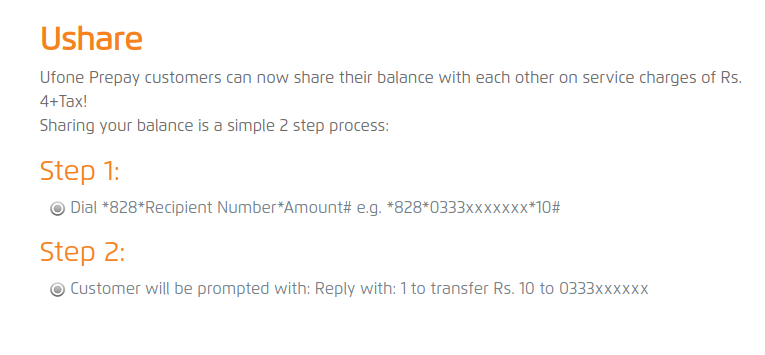 Ushare
Ufone Prepay customers can now share their balance with each other on service charges of Rs.
4+Tax!
Sharing your balance is a simple 2 step process:
Step 1:
Dial *828*Recipient Number*Amount# e.g. *828*0333xxxxxxx*10#
Step 2:
Customer will be prompted with: Reply with: 1 to transfer Rs. 10 to 0333xxxxxx